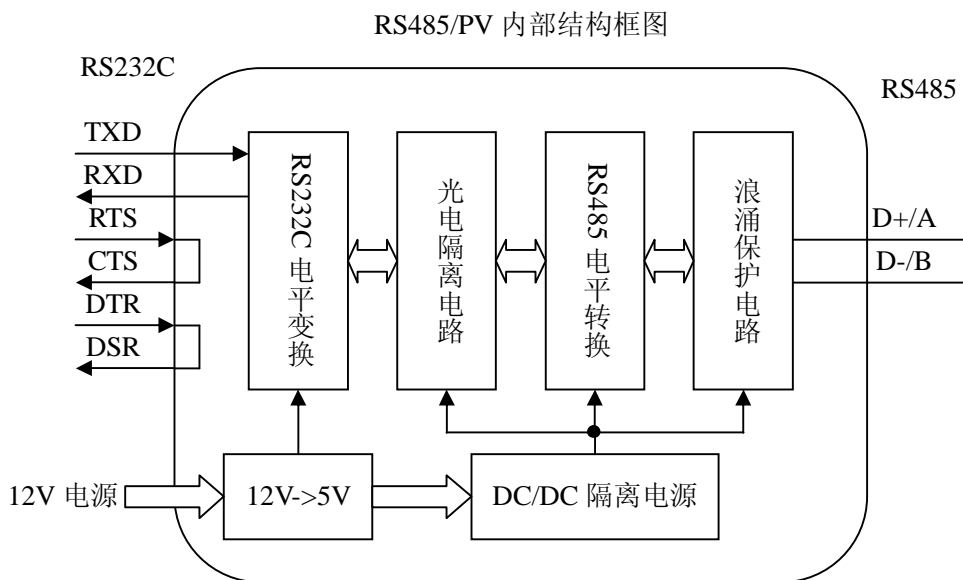 RS485/PV 内部结构框图
RS232C
RS485
TXD
RXD
RTS
CTS
DTR
DSR
RS232C 电平变换
光电隔离电路
RS485 电平转换
浪涌保护电路
D+/A
D-/B
12V 电源
12V->5V
DC/DC 隔离电源